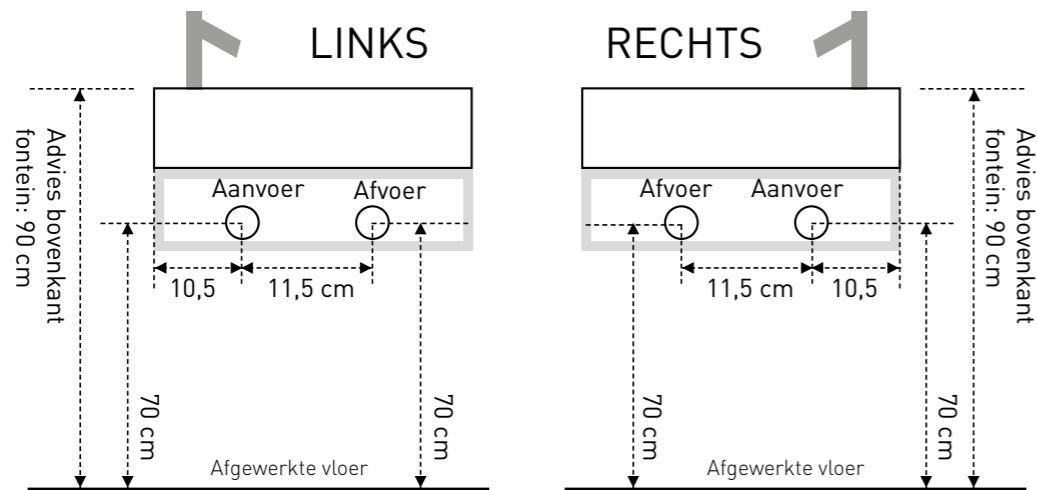 LINKS
Advies bovenkant
fontein: 90 cm
Aanvoer
Afvoer
10,5
11,5 cm
70 cm
70 cm
Afgewerkte vloer
RECHTS
Afvoer
Aanvoer
11,5 cm
10,5
70 cm
70 cm
Advies bovenkant
fontein: 90 cm
Afgewerkte vloer